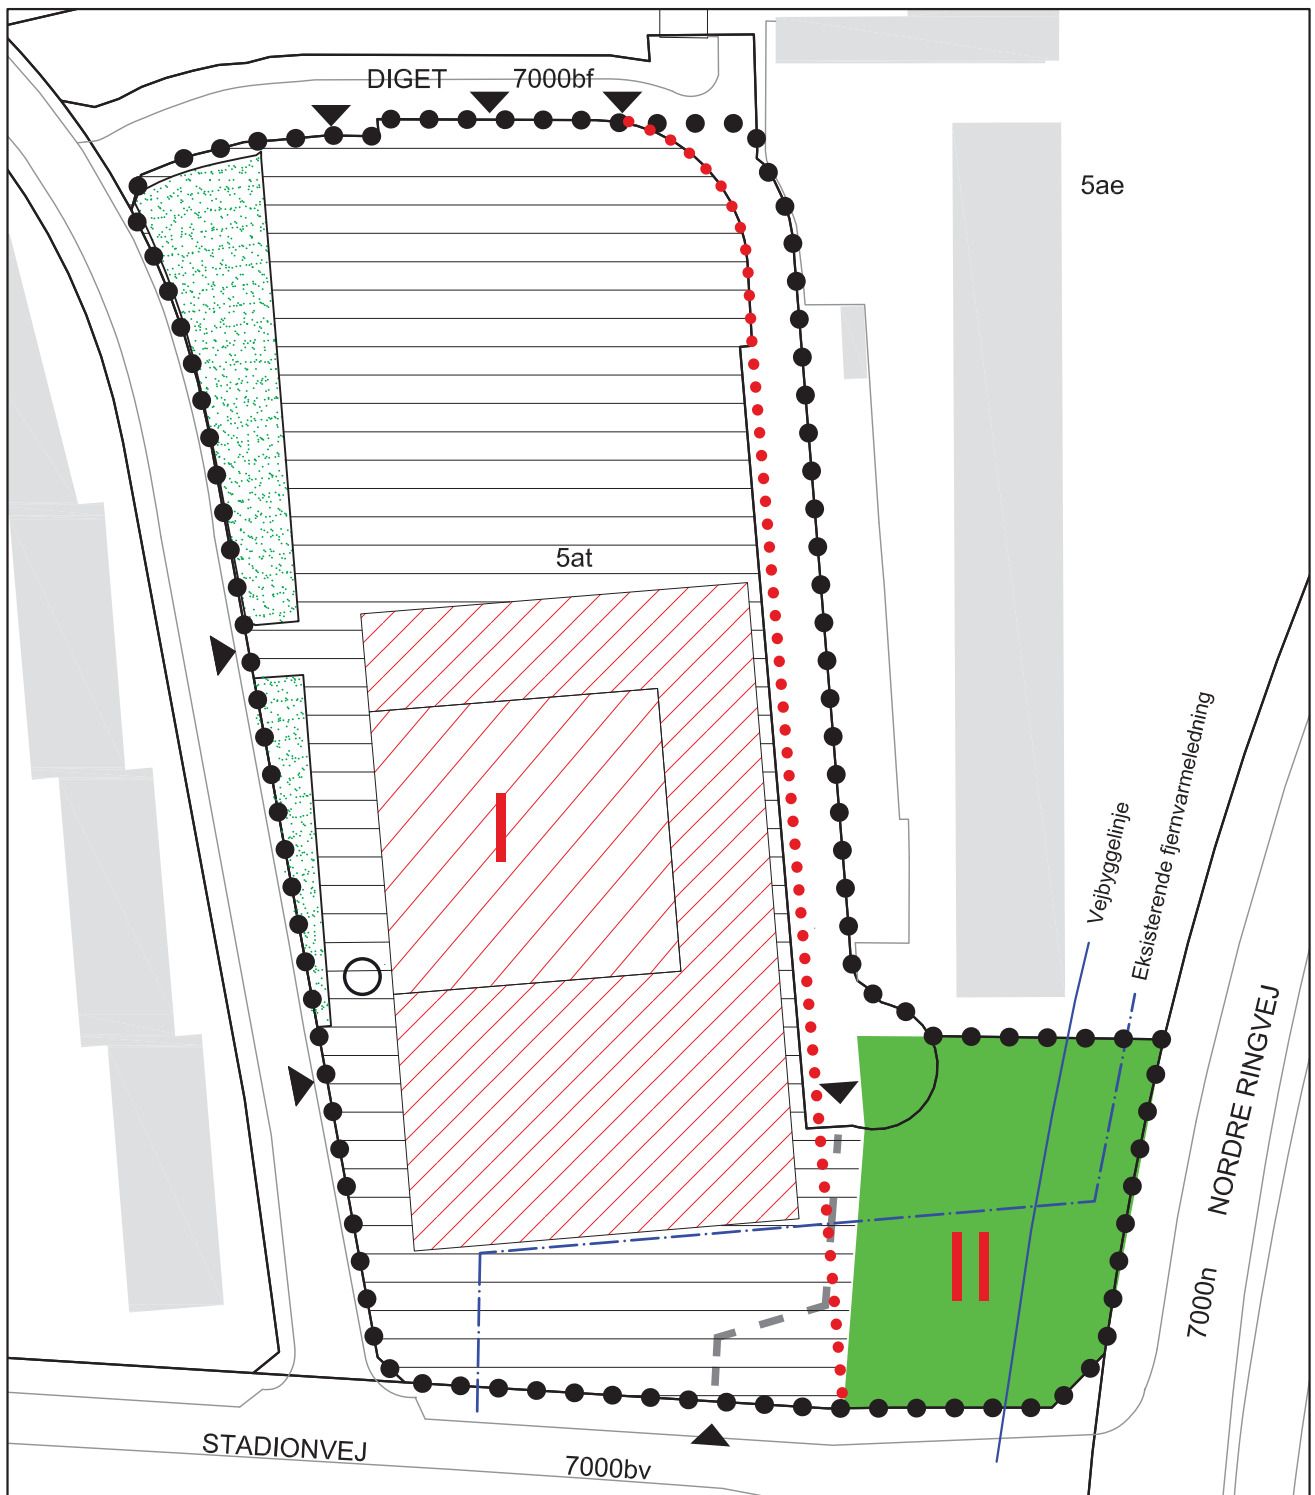 DIGET 7000bf
5ae
5at
I
Vejbyggelinje
Eksisterende fjernvarmeledning
NORDRE RINGVEJ
II
7000n
STADIONVEJ
7000bv